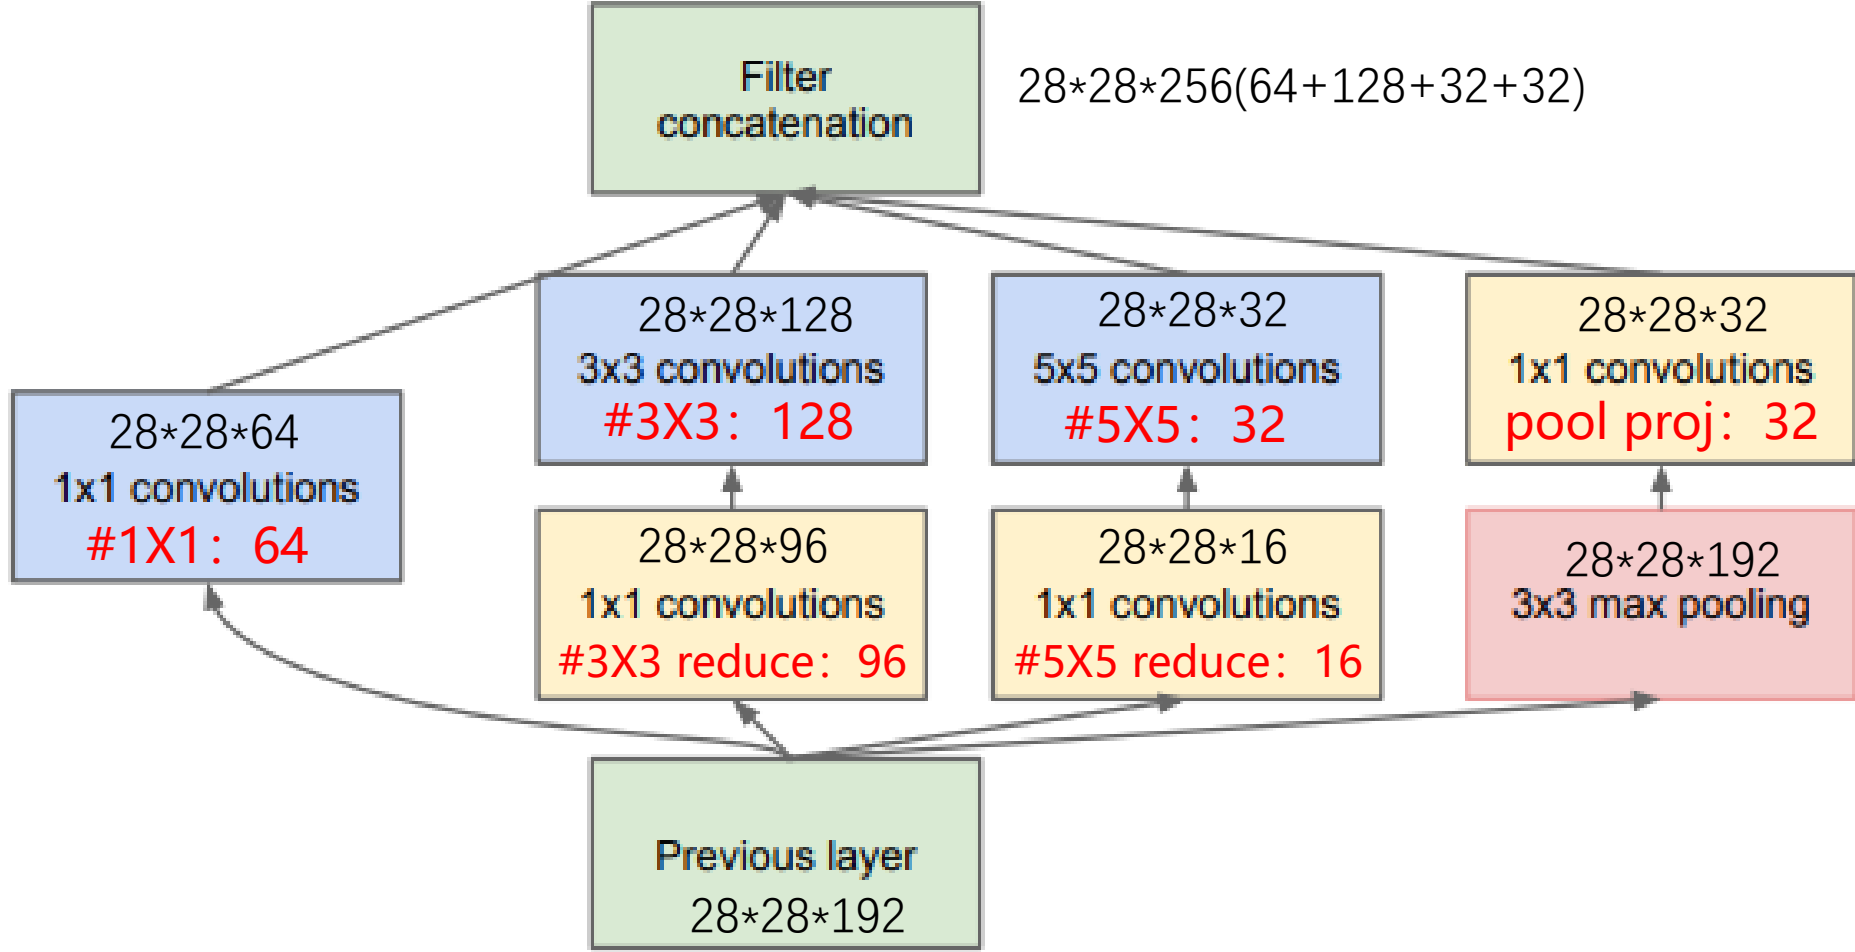 Filter
concatenation
28*28*256(64+128+32+32)
28*28*64
1x1 convolutions
#1X1：64
28*28*128
3x3 convolutions
#3X3：128
28*28*32
5x5 convolutions
#5X5：32
28*28*32
1x1 convolutions
pool proj：32
28*28*96
1x1 convolutions
#3X3 reduce：96
28*28*16
1x1 convolutions
#5X5 reduce：16
28*28*192
3x3 max pooling
Previous layer
28*28*192